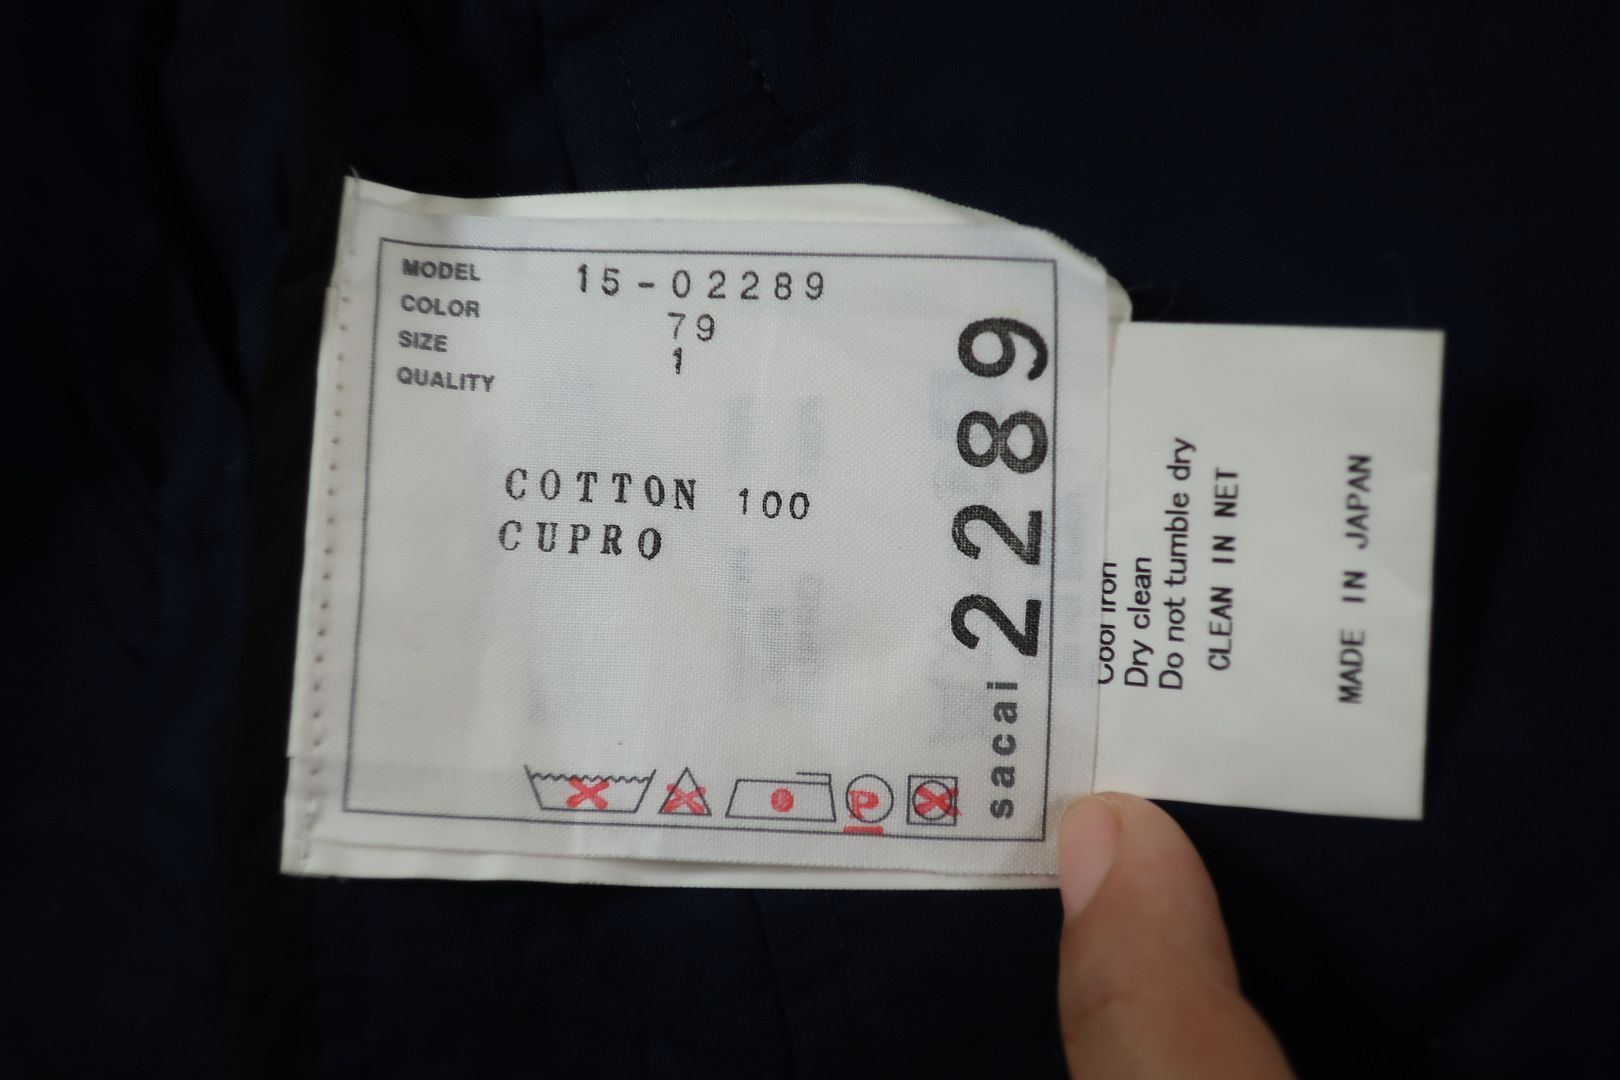 MODEL 15-02289
COLOR 79
SIZE 1
QUALITY
COTTON 100
CUPRO
sacai 2289
P
Cool iron
Dry clean
Do not tumble dry
CLEAN IN NET
MADE IN JAPAN